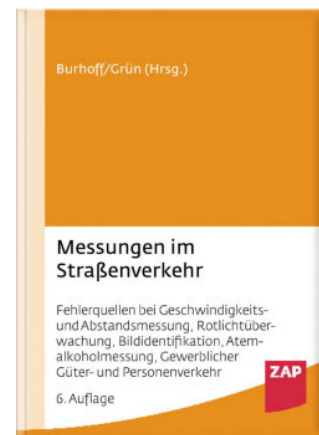 Burhoff/Grün (Hrsg.)
Messungen im
Straßenverkehr
Fehlerquellen bei Geschwindigkeits-
und Abstandsmessung, Rotlichtüber-
wachung, Bildidentifikation, Atem-
alkoholmessung, Gewerblicher
Güter- und Personenverkehr
ZAP
6. Auflage